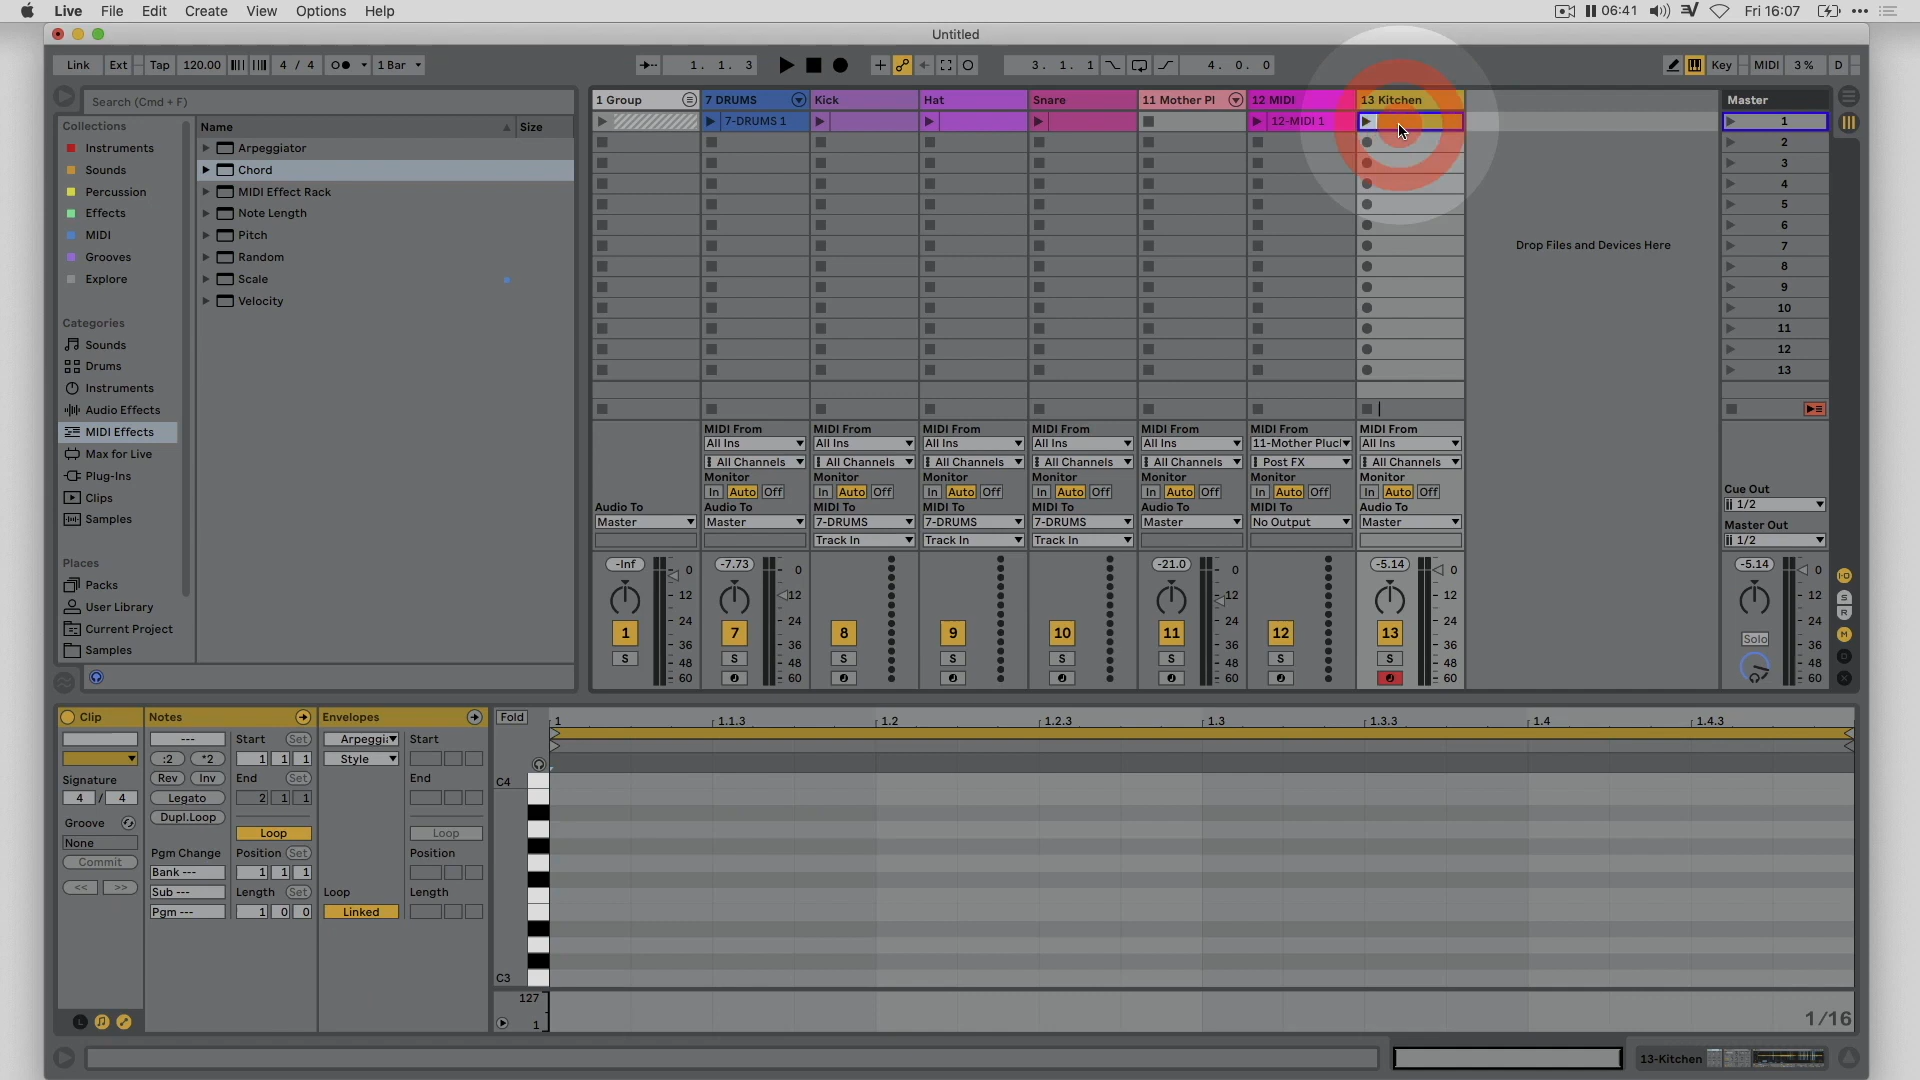 Live File Edit Create View Options Help 06:41 Fri 16:07
Untitled
Link Ext Tap 120.00 4 / 4 1 Bar 1. 1. 3 3. 1. 1 4. 0. 0 Key MIDI 3 % D
Search (Cmd + F)
Collections
Instruments
Sounds
Percussion
Effects
MIDI
Grooves
Explore
Categories
Sounds
Drums
Instruments
Audio Effects
MIDI Effects
Max for Live
Plug-Ins
Clips
Samples
Places
Packs
User Library
Current Project
Samples
Name Size
Arpeggiator
Chord
MIDI Effect Rack
Note Length
Pitch
Random
Scale
Velocity
1 Group 7 DRUMS Kick Hat Snare 11 Mother Pl 12 MIDI 13 Kitchen Master
7-DRUMS 1 12-MIDI 1 1
2
3
4
5
6
7
8
9
10
11
12
13
Drop Files and Devices Here
MIDI From MIDI From MIDI From MIDI From MIDI From MIDI From MIDI From
All Ins All Ins All Ins All Ins All Ins 11-Mother Pluc All Ins
All Channels All Channels All Channels All Channels All Channels Post FX All Channels
Monitor Monitor Monitor Monitor Monitor Monitor Monitor
In Auto Off In Auto Off In Auto Off In Auto Off In Auto Off In Auto Off In Auto Off
Audio To Audio To MIDI To MIDI To MIDI To Audio To MIDI To Audio To
Master Master 7-DRUMS 7-DRUMS 7-DRUMS Master No Output Master
Track In Track In Track In
Cue Out
1/2
Master Out
1/2
-Inf -7.73 -21.0 -5.14 -5.14
0 0 0 0 0
12 12 12 12 12
24 24 24 24 24
36 36 36 36 36
48 48 48 48 48
60 60 60 60 60
1 7 8 9 10 11 12 13
S S S S S S S S Solo
I-O
S
R
M
Clip
Signature
4 / 4
Groove
None
Commit
<< >>
Notes
---
:2 *2
Rev Inv
Legato
Dupl.Loop
Pgm Change
Bank ---
Sub ---
Pgm ---
Start Set
1 1 1
End Set
2 1 1
Loop
Position Set
1 1 1
Length Set
1 0 0
Envelopes
Arpeggia
Style
Loop
Linked
Start
End
Loop
Position
Length
Fold
1 1.1.3 1.2 1.2.3 1.3 1.3.3 1.4 1.4.3
C4
C3
127
1
1/16
13-Kitchen